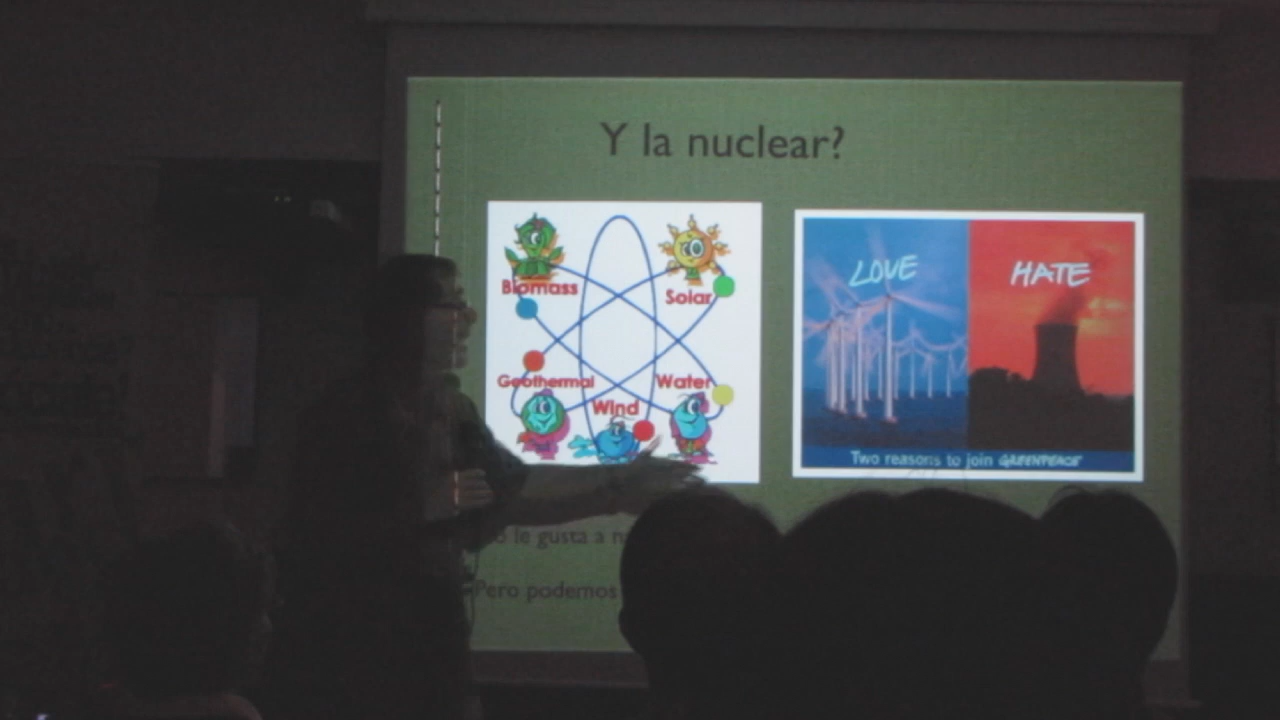 Y la nuclear?
Biomass
Solar
Geothermal
Water
Wind
LOVE
HATE
Two reasons to join GREENPEACE
le gusta a
Pero podemos